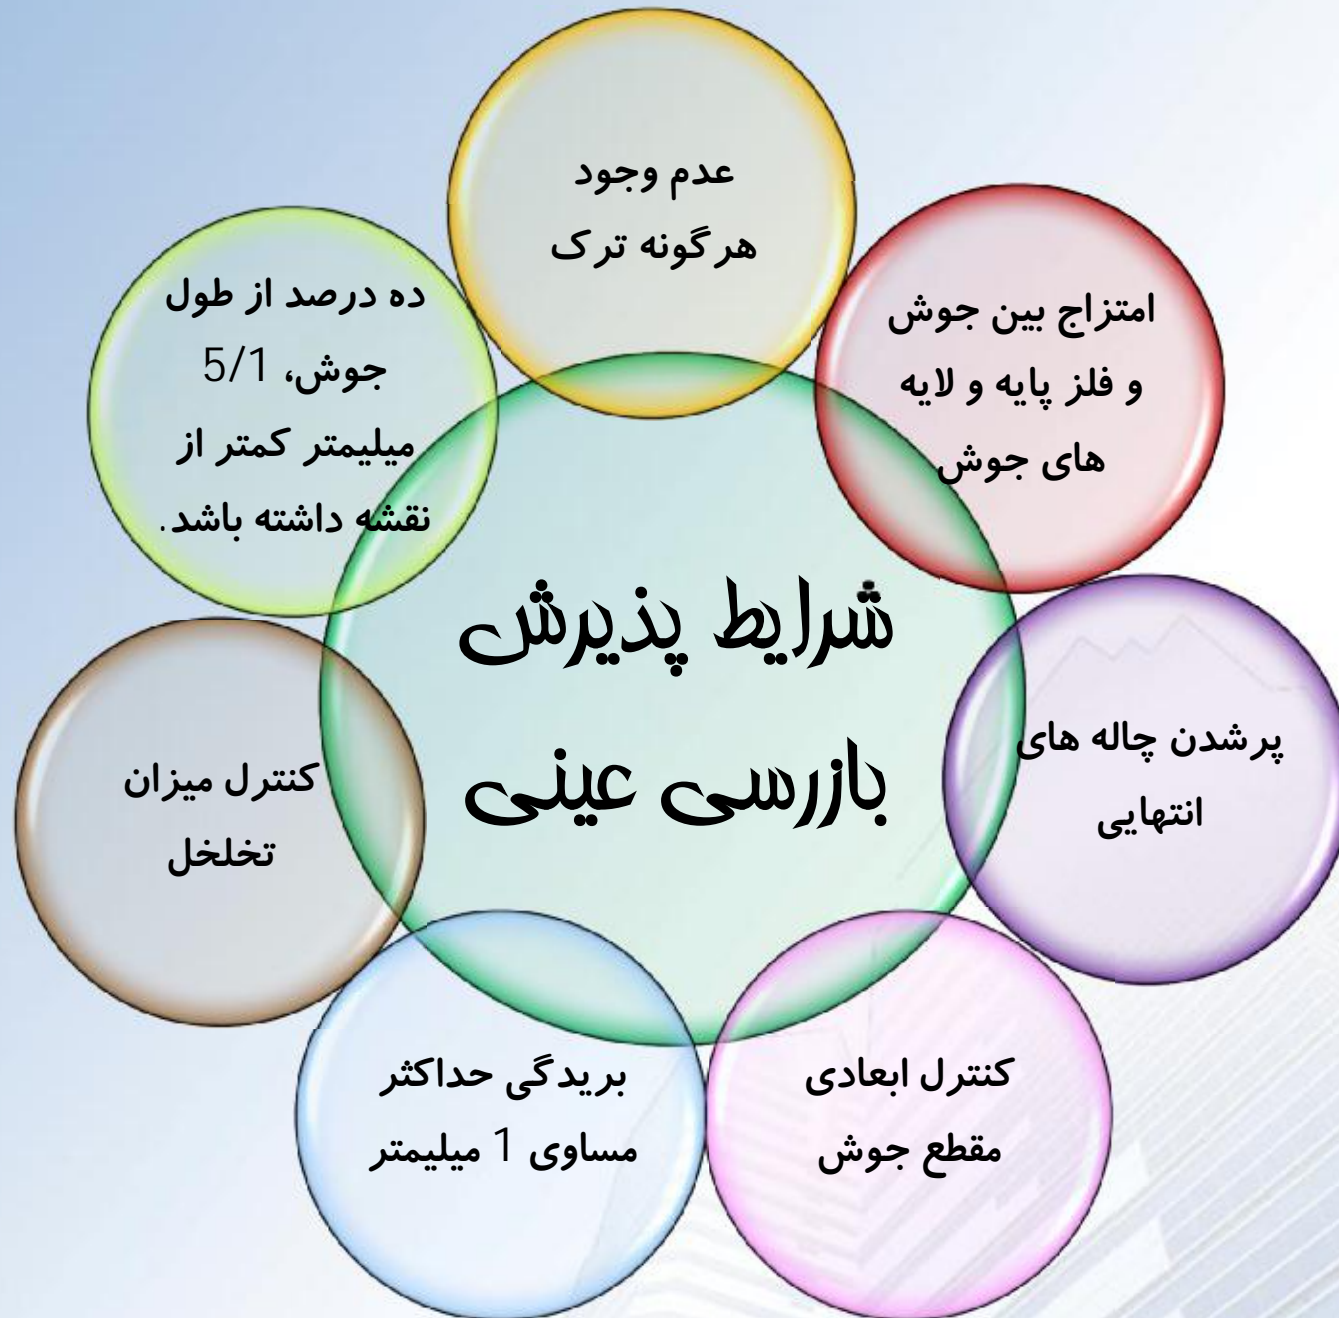 عدم وجود
هرگونه ترک
امتزاج بین جوش
و فلز پایه و لایه
های جوش
پرشدن چاله های
انتهایی
کنترل ابعادی
مقطع جوش
بریدگی حداکثر
مساوی 1 میلیمتر
کنترل میزان
تخلخل
ده درصد از طول
جوش، 5/1
میلیمتر کمتر از
نقشه داشته باشد.
شرایط پذیرش
بازرسی عینی